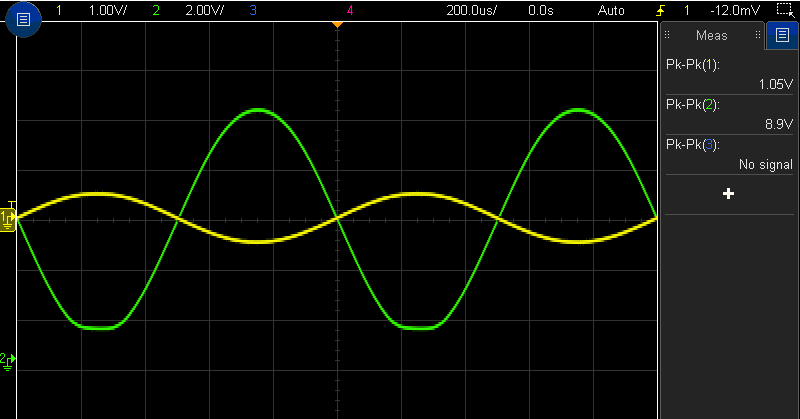 1 1.00V/ 2 2.00V/ 3 4 200.0us/ 0.0s Auto 1 -12.0mV
Meas
Pk-Pk(1):
1.05V
Pk-Pk(2):
8.9V
Pk-Pk(3):
No signal
T
1
2